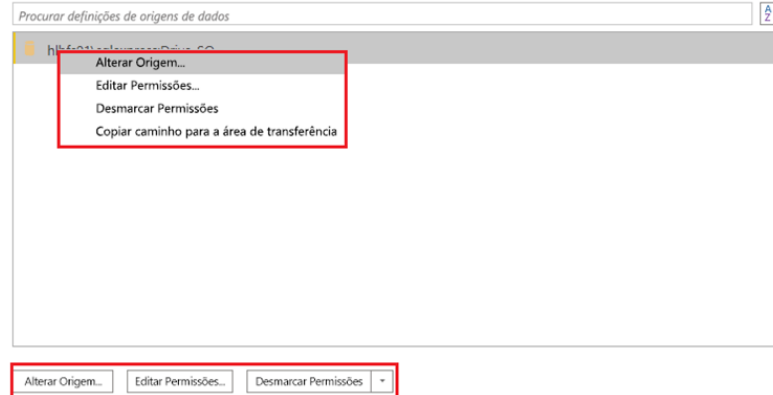 Procurar definições de origens de dados
A
Z
Alterar Origem...
Editar Permissões...
Desmarcar Permissões
Copiar caminho para a área de transferência
Alterar Origem...
Editar Permissões...
Desmarcar Permissões